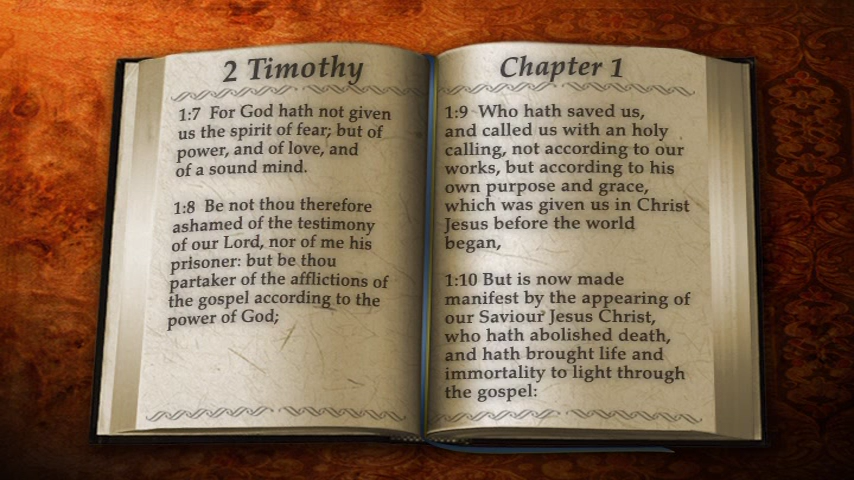 2 Timothy
1:7 For God hath not given
us the spirit of fear; but of
power, and of love, and
of a sound mind.
1:8 Be not thou therefore
ashamed of the testimony
of our Lord, nor of me his
prisoner: but be thou
partaker of the afflictions of
the gospel according to the
power of God;
Chapter 1
1:9 Who hath saved us,
and called us with an holy
calling, not according to our
works, but according to his
own purpose and grace,
which was given us in Christ
Jesus before the world
began,
1:10 But is now made
manifest by the appearing of
our Saviour Jesus Christ,
who hath abolished death,
and hath brought life and
immortality to light through
the gospel: